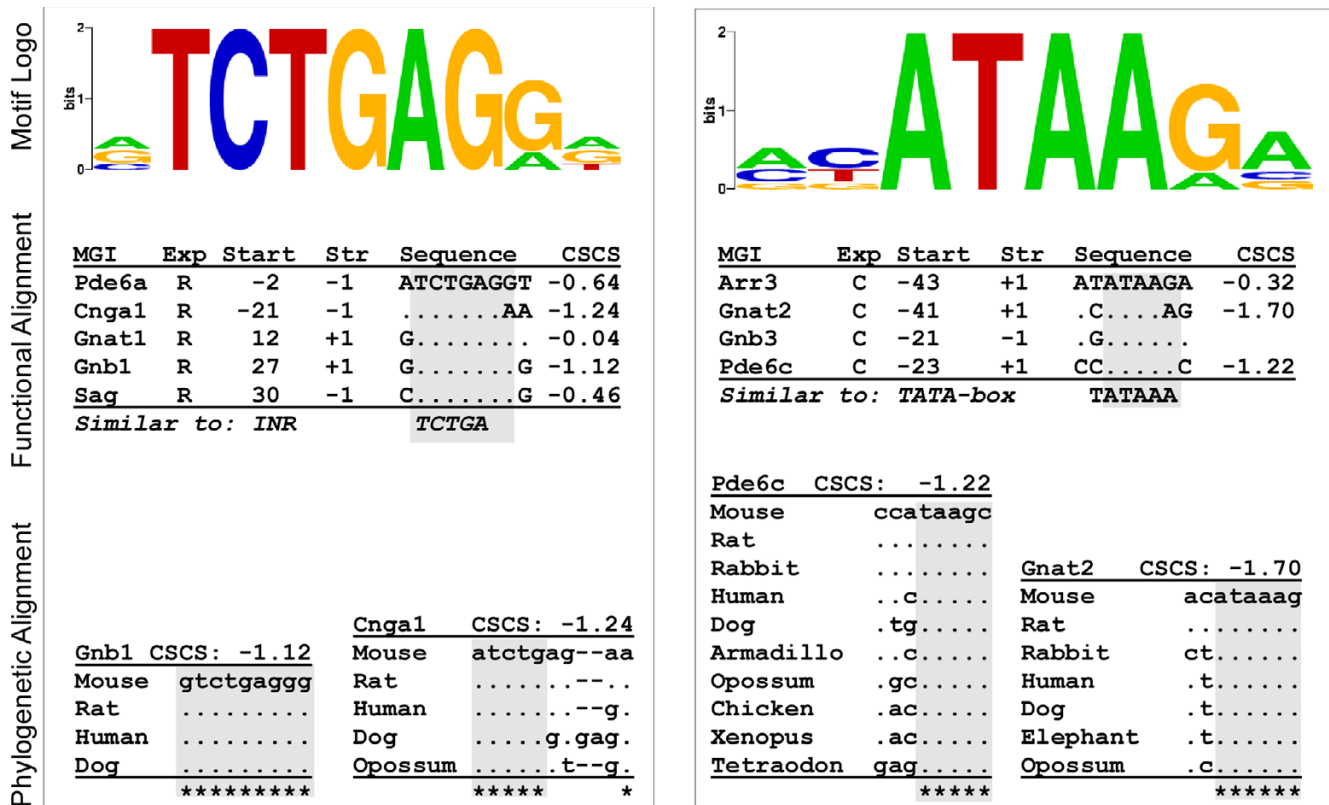 Motif Logo
2
bits
1
0
A
G
C
TCTGAG
G
A
A
G
T
Functional Alignment
MGI Exp Start Str Sequence CSCS
Pde6a R -2 -1 ATCTGAGGT -0.64
Cnga1 R -21 -1 .......AA -1.24
Gnat1 R 12 +1 G........ -0.04
Gnb1 R 27 +1 G.......G -1.12
Sag R 30 -1 C.......G -0.46
Similar to: INR TCTGA
Phylogenetic Alignment
Gnb1 CSCS: -1.12
Mouse gtctgaggg
Rat .........
Human .........
Dog .........
*********
Cnga1 CSCS: -1.24
Mouse atctgag--aa
Rat .......--..
Human .......--g.
Dog .....g.gag.
Opossum ......t--g.
***** *
2
bits
1
0
A
C
G
C
T
G
ATAA
G
A
A
C
G
MGI Exp Start Str Sequence CSCS
Arr3 C -43 +1 ATATAAGA -0.32
Gnat2 C -41 +1 .C....AG -1.70
Gnb3 C -21 -1 .G......
Pde6c C -23 +1 CC.....C -1.22
Similar to: TATA-box TATAAA
Pde6c CSCS: -1.22
Mouse ccataagc
Rat ........
Rabbit ........
Human ..c.....
Dog .tg.....
Armadillo ..c.....
Opossum .gc.....
Chicken .ac.....
Xenopus .ac.....
Tetraodon gag.....
*****
Gnat2 CSCS: -1.70
Mouse acataaag
Rat ........
Rabbit ct......
Human .t......
Dog .t......
Elephant .t......
Opossum .c......
******